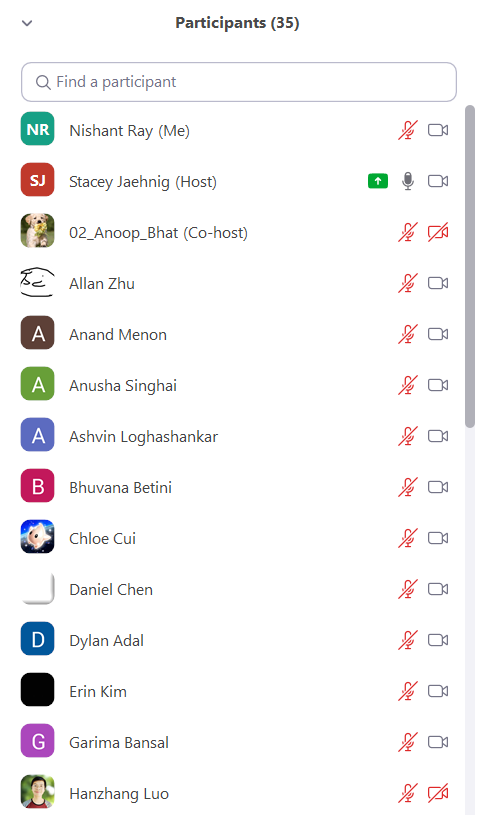 Participants (35)
Find a participant
NR Nishant Ray (Me)
SJ Stacey Jaehnig (Host)
02_Anoop_Bhat (Co-host)
Allan Zhu
A Anand Menon
A Anusha Singhai
A Ashvin Loghashankar
B Bhuvana Betini
Chloe Cui
Daniel Chen
D Dylan Adal
Erin Kim
G Garima Bansal
Hanzhang Luo